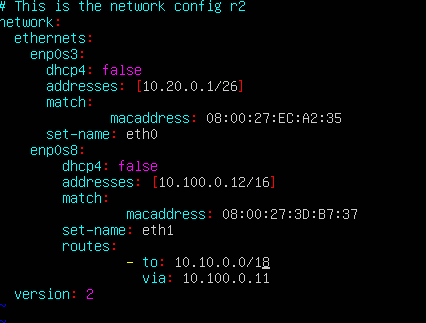 # This is the network config r2
network:
  ethernets:
    enp0s3:
      dhcp4: false
      addresses: [10.20.0.1/26]
      match:
              macaddress: 08:00:27:EC:A2:35
      set-name: eth0
    enp0s8:
        dhcp4: false
        addresses: [10.100.0.12/16]
        match:
                macaddress: 08:00:27:3D:B7:37
        set-name: eth1
        routes:
                - to: 10.10.0.0/18
                  via: 10.100.0.11
  version: 2
~
~